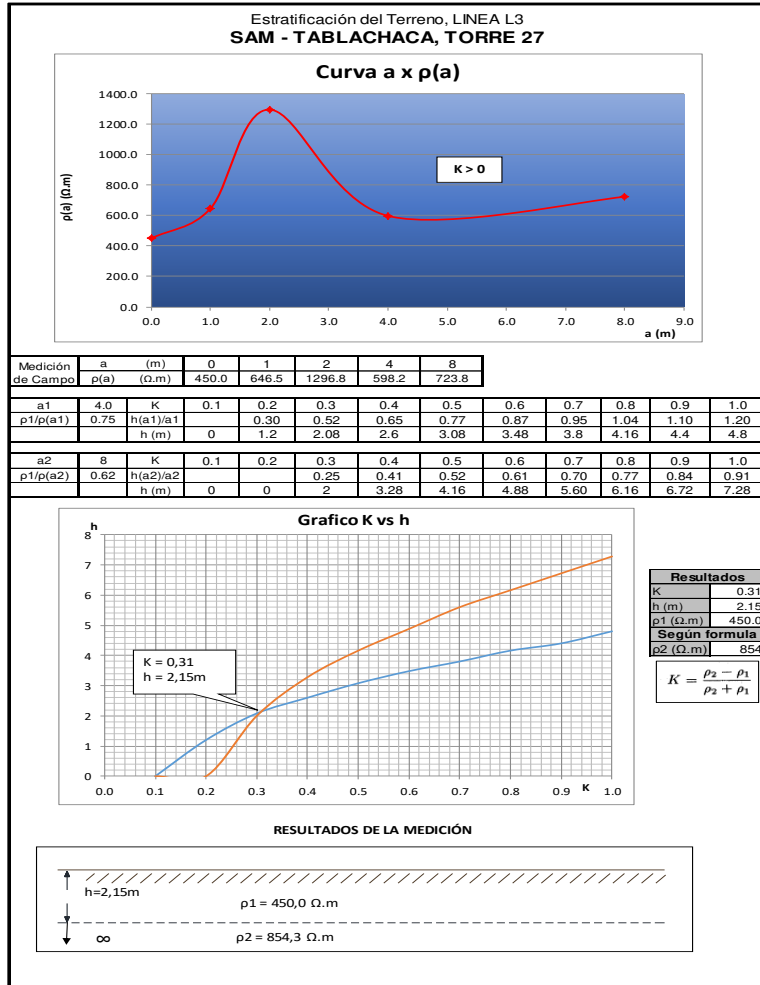 Estratificación del Terreno, LINEA L3
SAM - TABLACHACA, TORRE 27
Curva a x ρ(a)
ρ(a) (Ω.m)
1400.0
1200.0
1000.0
800.0
600.0
400.0
200.0
0.0
K > 0
0.0 1.0 2.0 3.0 4.0 5.0 6.0 7.0 8.0 9.0
a (m)
Medición de Campo a (m) 0 1 2 4 8
ρ(a) (Ω.m) 450.0 646.5 1296.8 598.2 723.8
a1 4.0 K 0.1 0.2 0.3 0.4 0.5 0.6 0.7 0.8 0.9 1.0
ρ1/ρ(a1) 0.75 h(a1)/a1 0.30 0.52 0.65 0.77 0.87 0.95 1.04 1.10 1.20
h (m) 0 1.2 2.08 2.6 3.08 3.48 3.8 4.16 4.4 4.8
a2 8 K 0.1 0.2 0.3 0.4 0.5 0.6 0.7 0.8 0.9 1.0
ρ1/ρ(a2) 0.62 h(a2)/a2 0.25 0.41 0.52 0.61 0.70 0.77 0.84 0.91
h (m) 0 0 2 3.28 4.16 4.88 5.60 6.16 6.72 7.28
Grafico K vs h
h
8
7
6
5
4
3
2
1
0
K = 0,31
h = 2,15m
0.0 0.1 0.2 0.3 0.4 0.5 0.6 0.7 0.8 0.9 1.0
K
Resultados
K 0.31
h (m) 2.15
ρ1 (Ω.m) 450.0
Según formula
ρ2 (Ω.m) 854
K = (ρ2 − ρ1)/(ρ2 + ρ1)
RESULTADOS DE LA MEDICIÓN
h=2,15m
ρ1 = 450,0 Ω.m
∞
ρ2 = 854,3 Ω.m